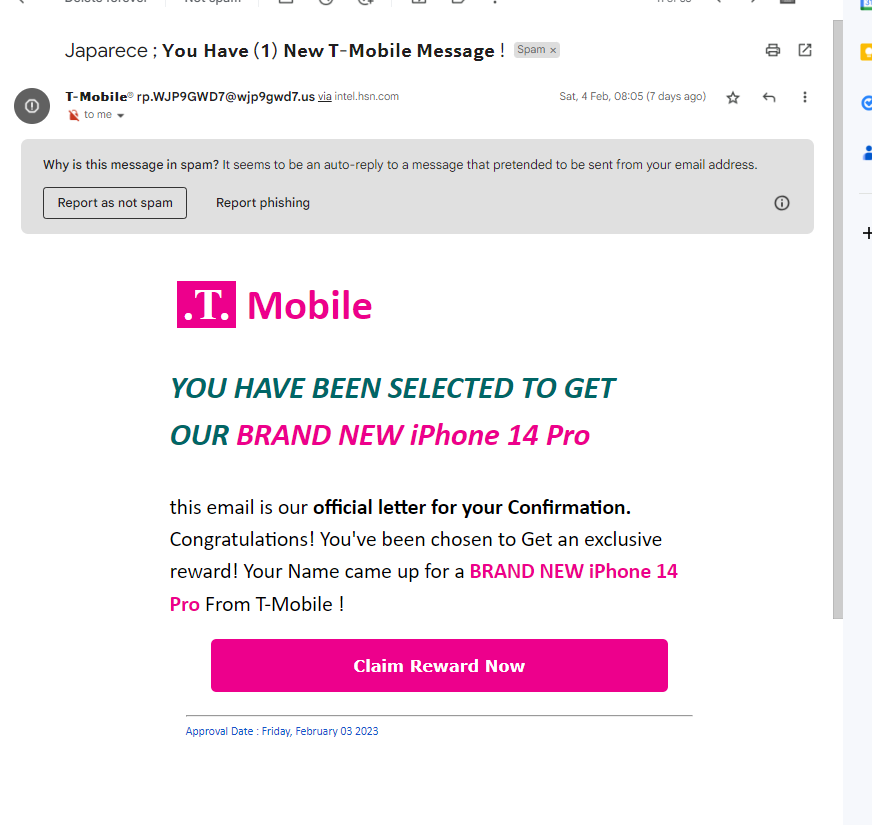 Delete forever Not spam
Japarece ; You Have (1) New T-Mobile Message ! Spam ×
T-Mobile® rp.WJP9GWD7@wjp9gwd7.us via intel.hsn.com Sat, 4 Feb, 08:05 (7 days ago)
to me
Why is this message in spam? It seems to be an auto-reply to a message that pretended to be sent from your email address.
Report as not spam Report phishing
.T. Mobile
YOU HAVE BEEN SELECTED TO GET
OUR BRAND NEW iPhone 14 Pro
this email is our official letter for your Confirmation.
Congratulations! You've been chosen to Get an exclusive
reward! Your Name came up for a BRAND NEW iPhone 14
Pro From T-Mobile !
Claim Reward Now
Approval Date : Friday, February 03 2023